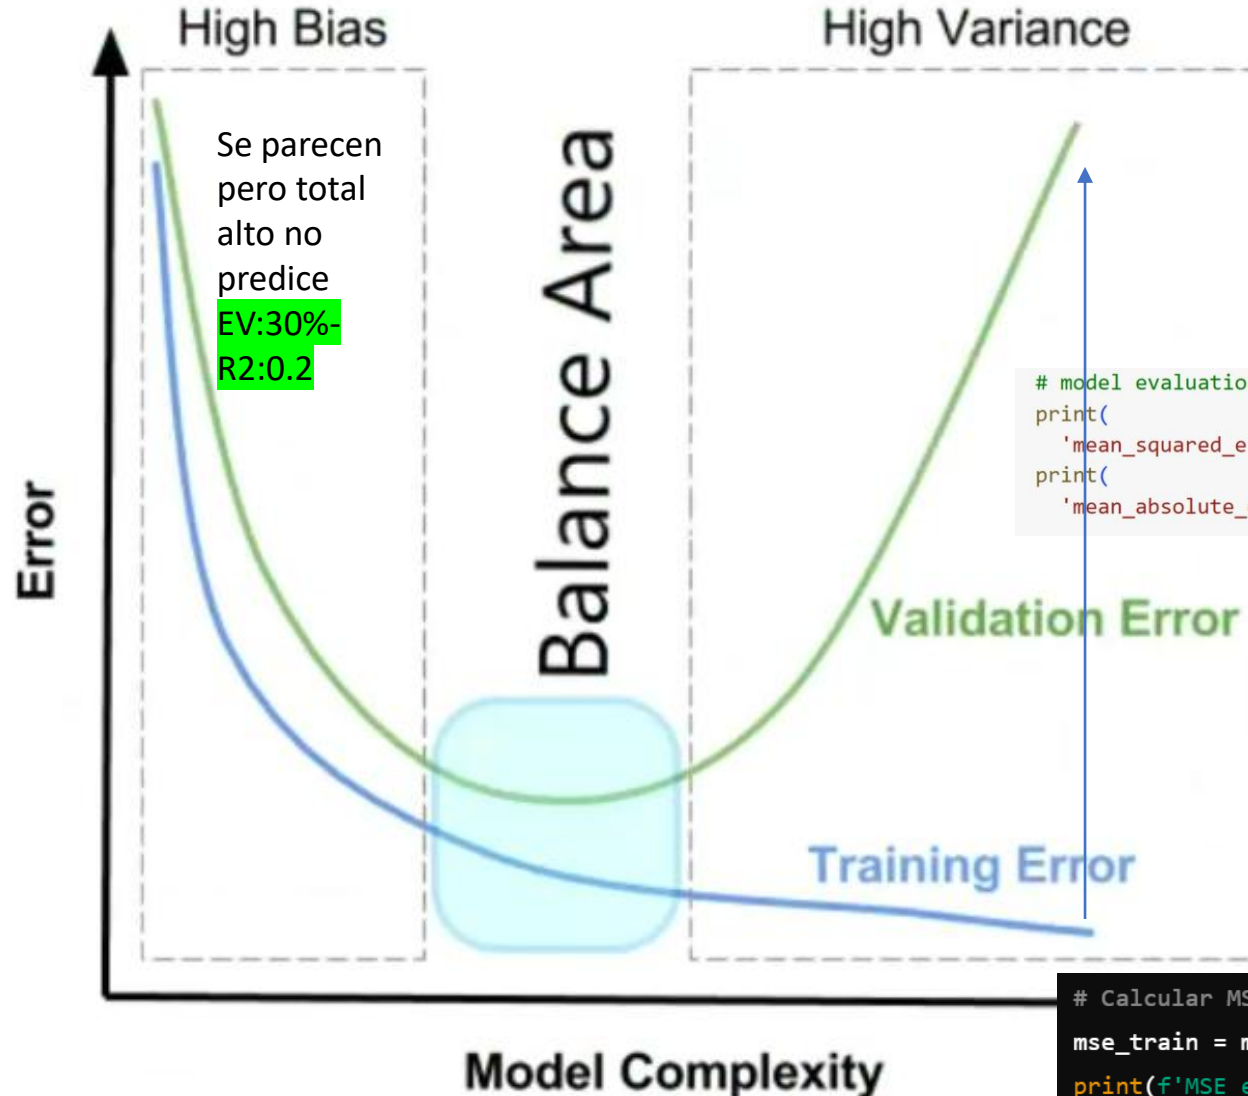 High Bias
High Variance
Se parecen
pero total
alto no
predice
EV:30%-
R2:0.2
Balance Area
Error
# model evaluatio
print(
'mean_squared_e
print(
'mean_absolute_
Validation Error
Training Error
# Calcular MS
mse_train = m
print(f'MSE e
Model Complexity